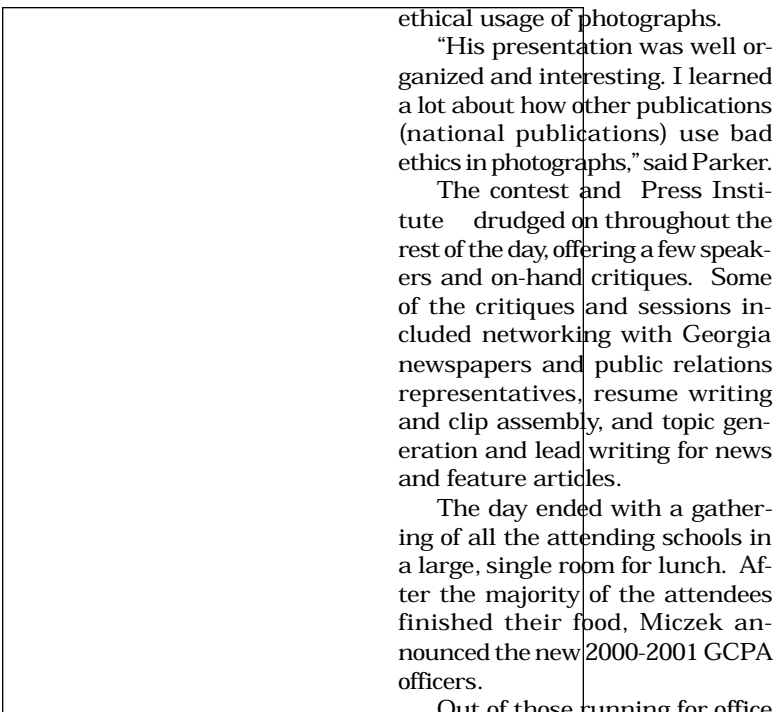 ethical usage of photographs.
“His presentation was well or-
ganized and interesting. I learned
a lot about how other publications
(national publications) use bad
ethics in photographs,” said Parker.
The contest and Press Insti-
tute drudged on throughout the
rest of the day, offering a few speak-
ers and on-hand critiques. Some
of the critiques and sessions in-
cluded networking with Georgia
newspapers and public relations
representatives, resume writing
and clip assembly, and topic gen-
eration and lead writing for news
and feature articles.
The day ended with a gather-
ing of all the attending schools in
a large, single room for lunch. Af-
ter the majority of the attendees
finished their food, Miczek an-
nounced the new 2000-2001 GCPA
officers.
Out of those running for office